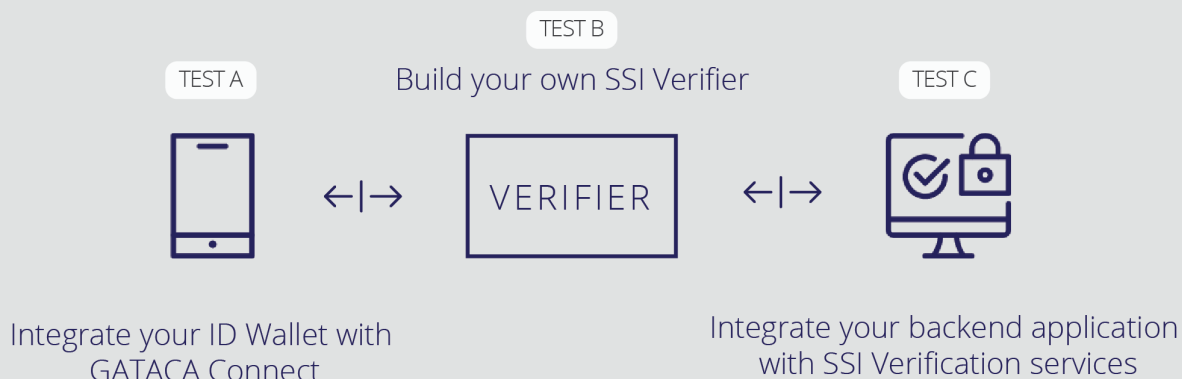 TEST B
Build your own SSI Verifier
TEST A
TEST C
VERIFIER
Integrate your ID Wallet with
GATACA Connect
Integrate your backend application
with SSI Verification services